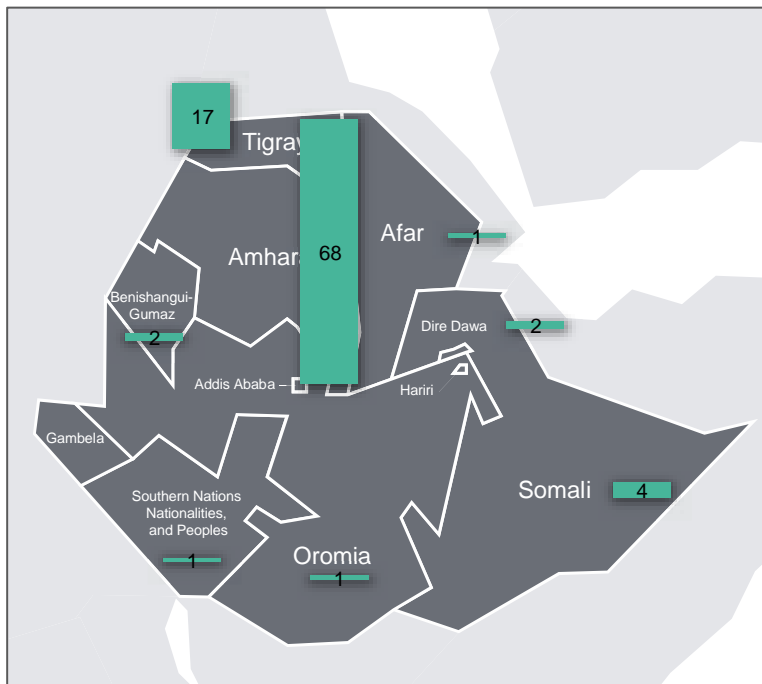 17
Tigray
Afar
1
Amhara
68
Benishangui-
Gumaz
2
Dire Dawa
2
Addis Ababa
Hariri
Gambela
Somali
4
Southern Nations
Nationalities,
and Peoples
1
Oromia
1